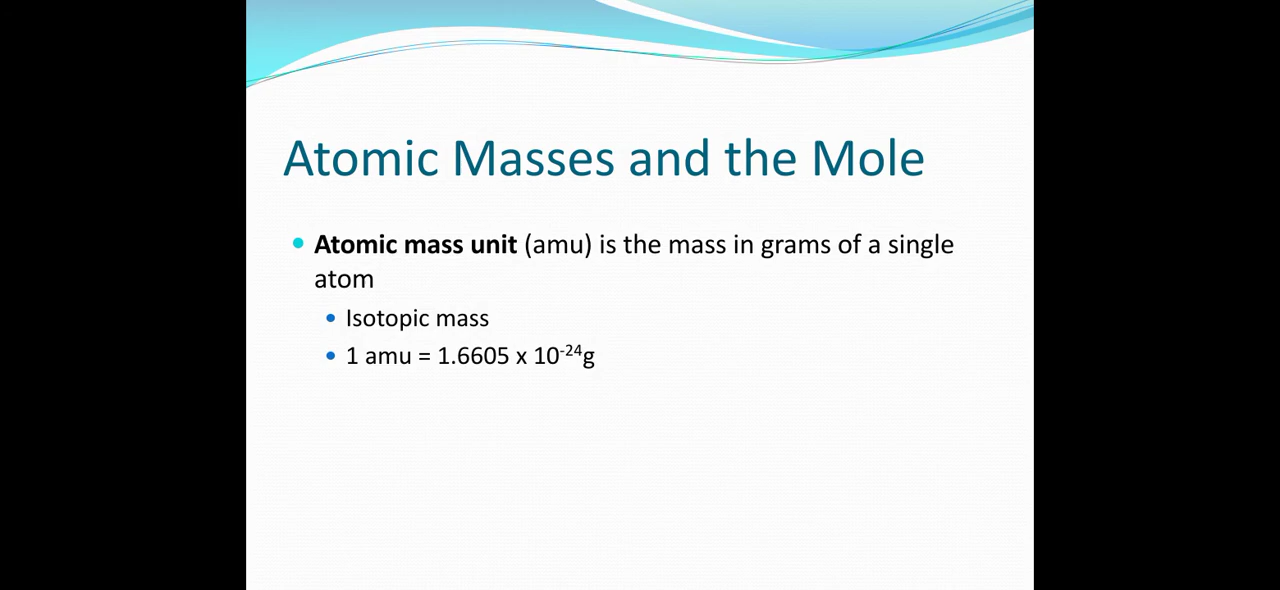 Atomic Masses and the Mole
• Atomic mass unit (amu) is the mass in grams of a single
atom
• Isotopic mass
• 1 amu = 1.6605 x 10⁻²⁴g